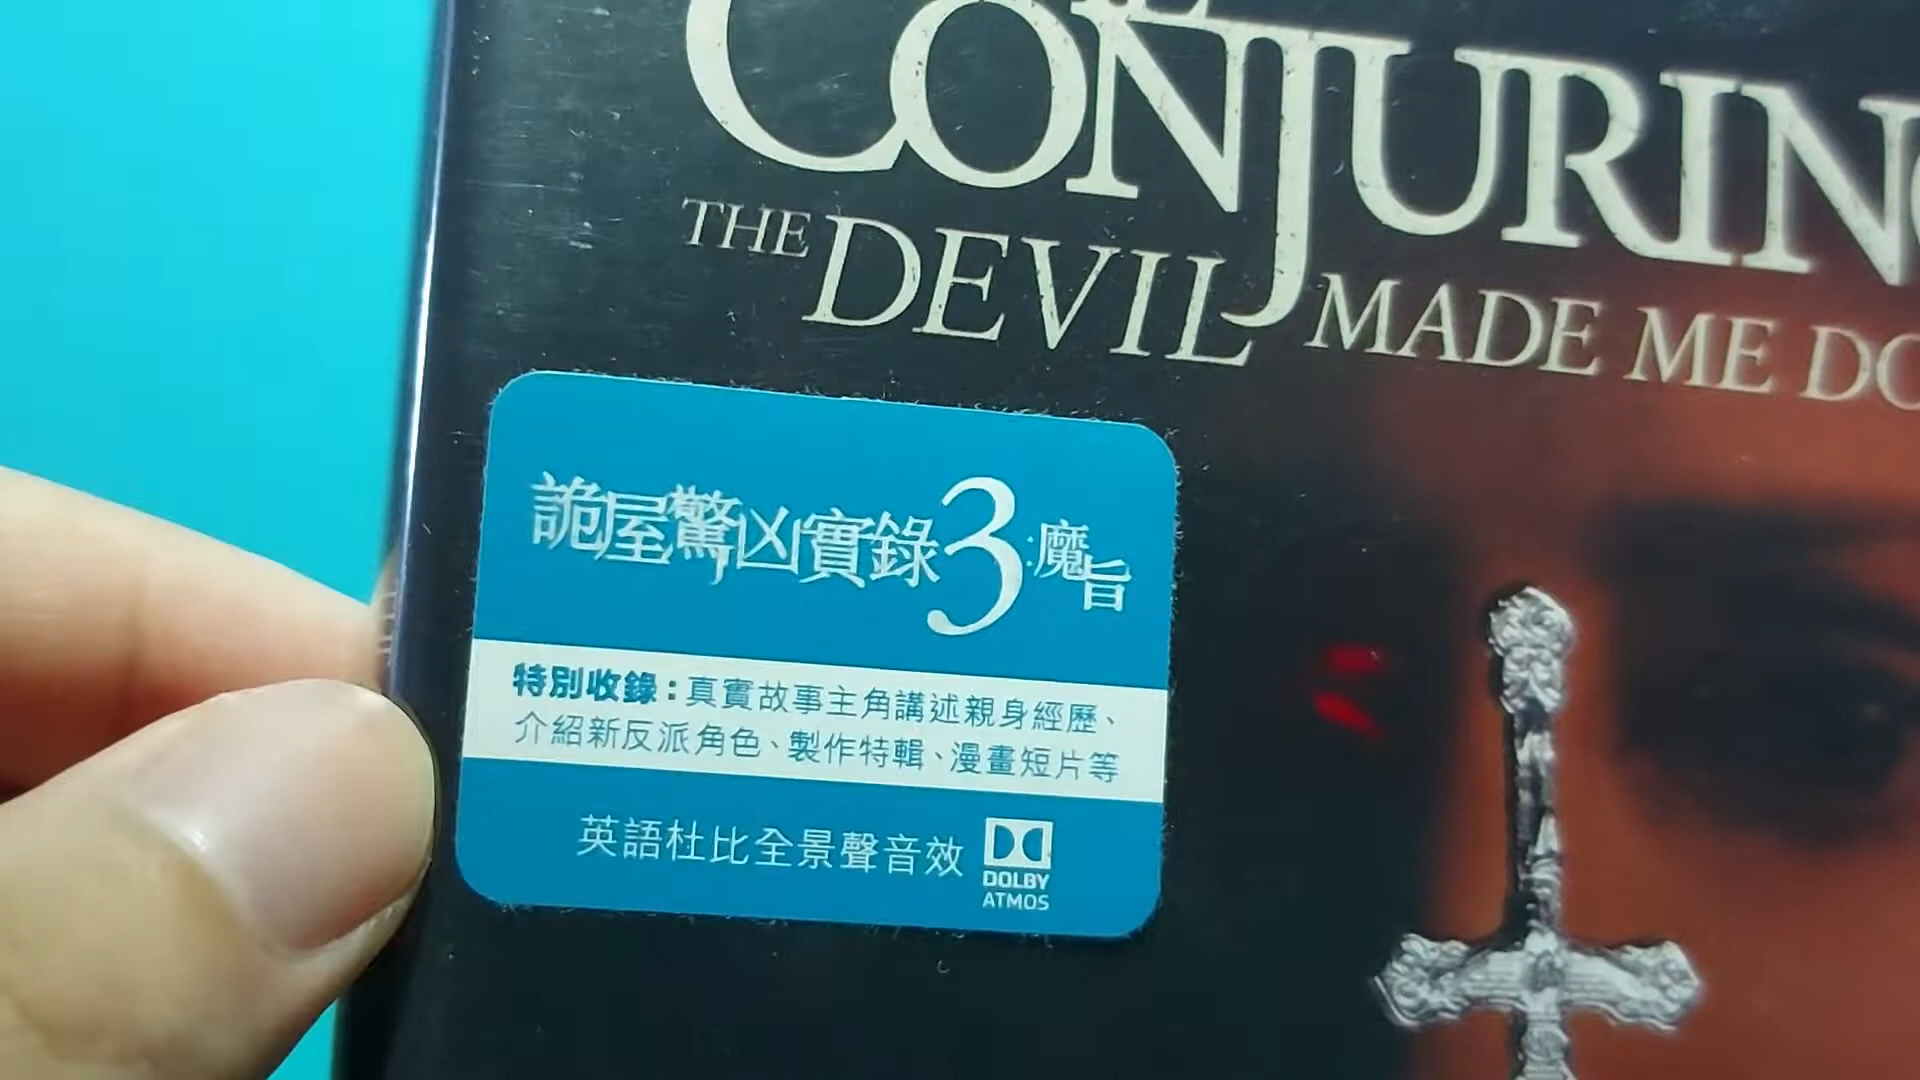 THE
CONJURING
THE DEVIL MADE ME DO
詭屋驚凶實錄3:魔旨
特別收錄:真實故事主角講述親身經歷、
介紹新反派角色、製作特輯、漫畫短片等
英語杜比全景聲音效
DOLBY
ATMOS